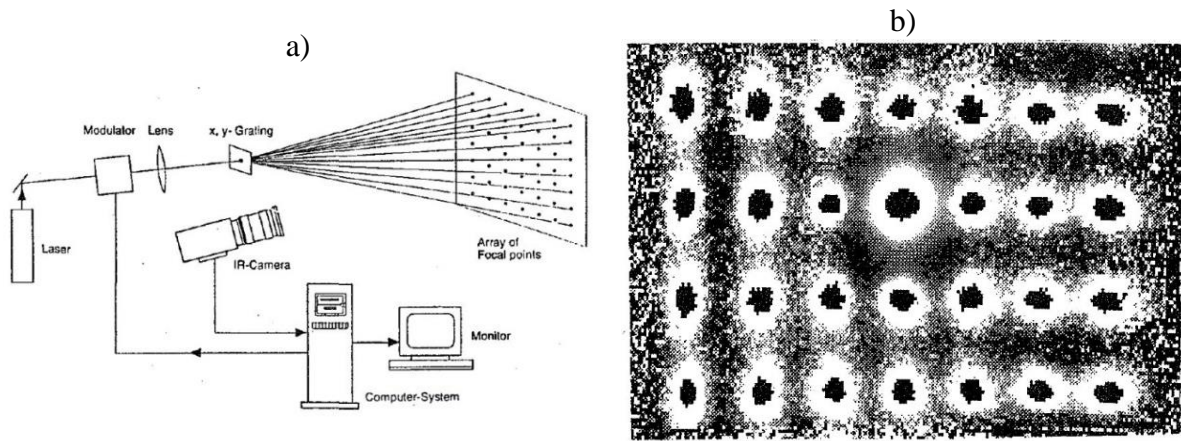 a)
b)
Modulator
Lens
x, y- Grating
Laser
IR-Camera
Array of
Focal points
Monitor
Computer-System